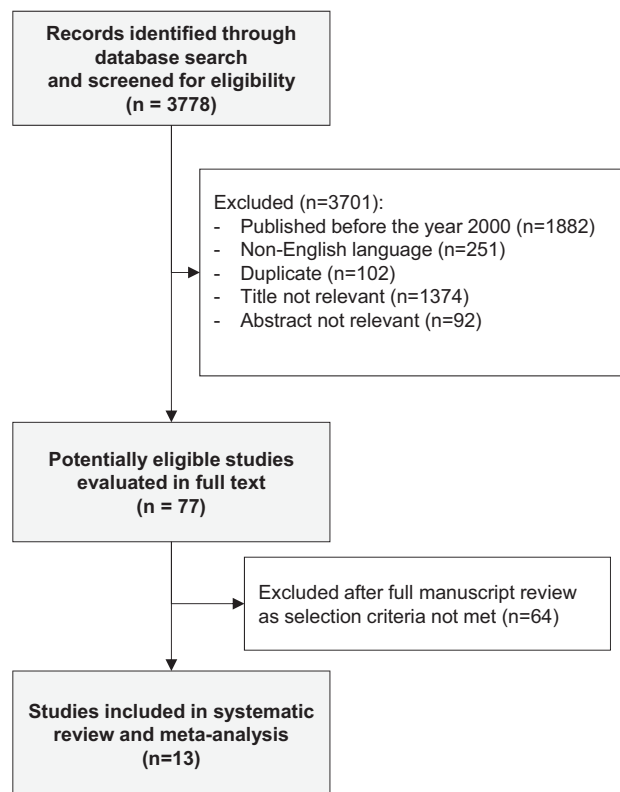 Records identified through
database search
and screened for eligibility
(n = 3778)
Excluded (n=3701):
- Published before the year 2000 (n=1882)
- Non-English language (n=251)
- Duplicate (n=102)
- Title not relevant (n=1374)
- Abstract not relevant (n=92)
Potentially eligible studies
evaluated in full text
(n = 77)
Excluded after full manuscript review
as selection criteria not met (n=64)
Studies included in systematic
review and meta-analysis
(n=13)